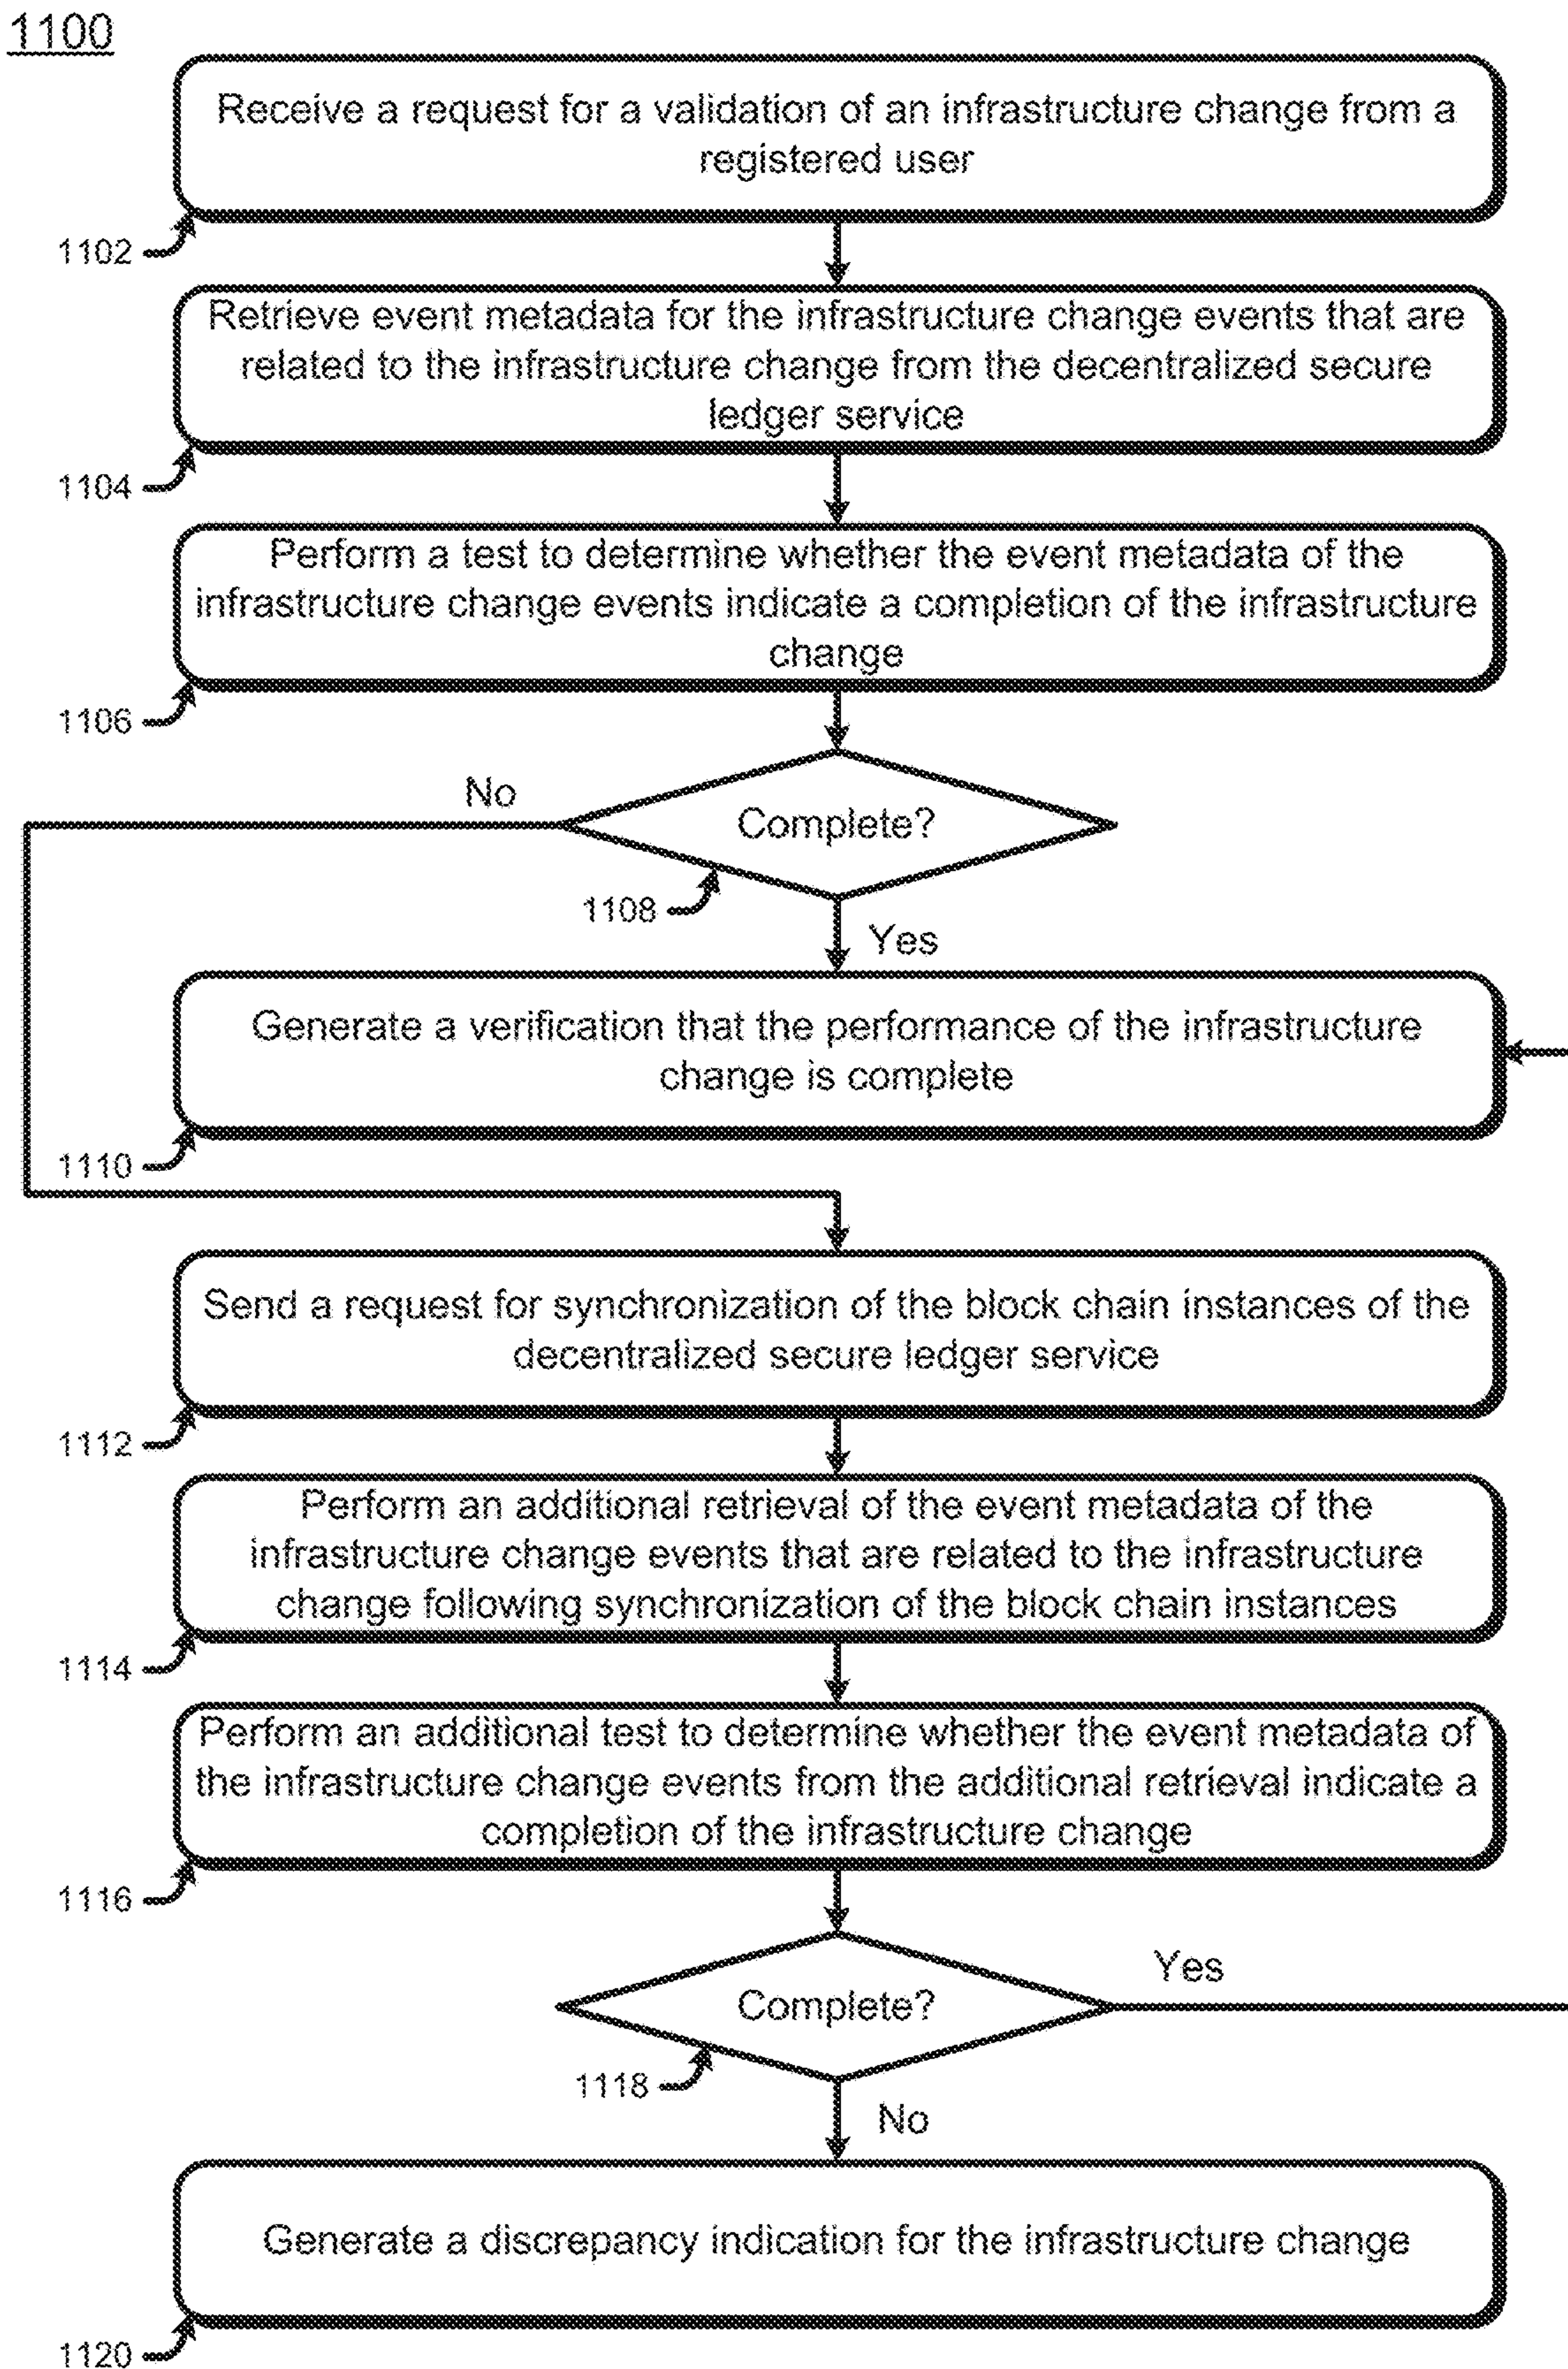 1100
Receive a request for a validation of an infrastructure change from a
registered user
1102
Retrieve event metadata for the infrastructure change events that are
related to the infrastructure change from the decentralized secure
ledger service
1104
Perform a test to determine whether the event metadata of the
infrastructure change events indicate a completion of the infrastructure
change
1106
No
Complete?
1108
Yes
Generate a verification that the performance of the infrastructure
change is complete
1110
Send a request for synchronization of the block chain instances of the
decentralized secure ledger service
1112
Perform an additional retrieval of the event metadata of the
infrastructure change events that are related to the infrastructure
change following synchronization of the block chain instances
1114
Perform an additional test to determine whether the event metadata of
the infrastructure change events from the additional retrieval indicate a
completion of the infrastructure change
1116
Yes
Complete?
1118
No
Generate a discrepancy indication for the infrastructure change
1120